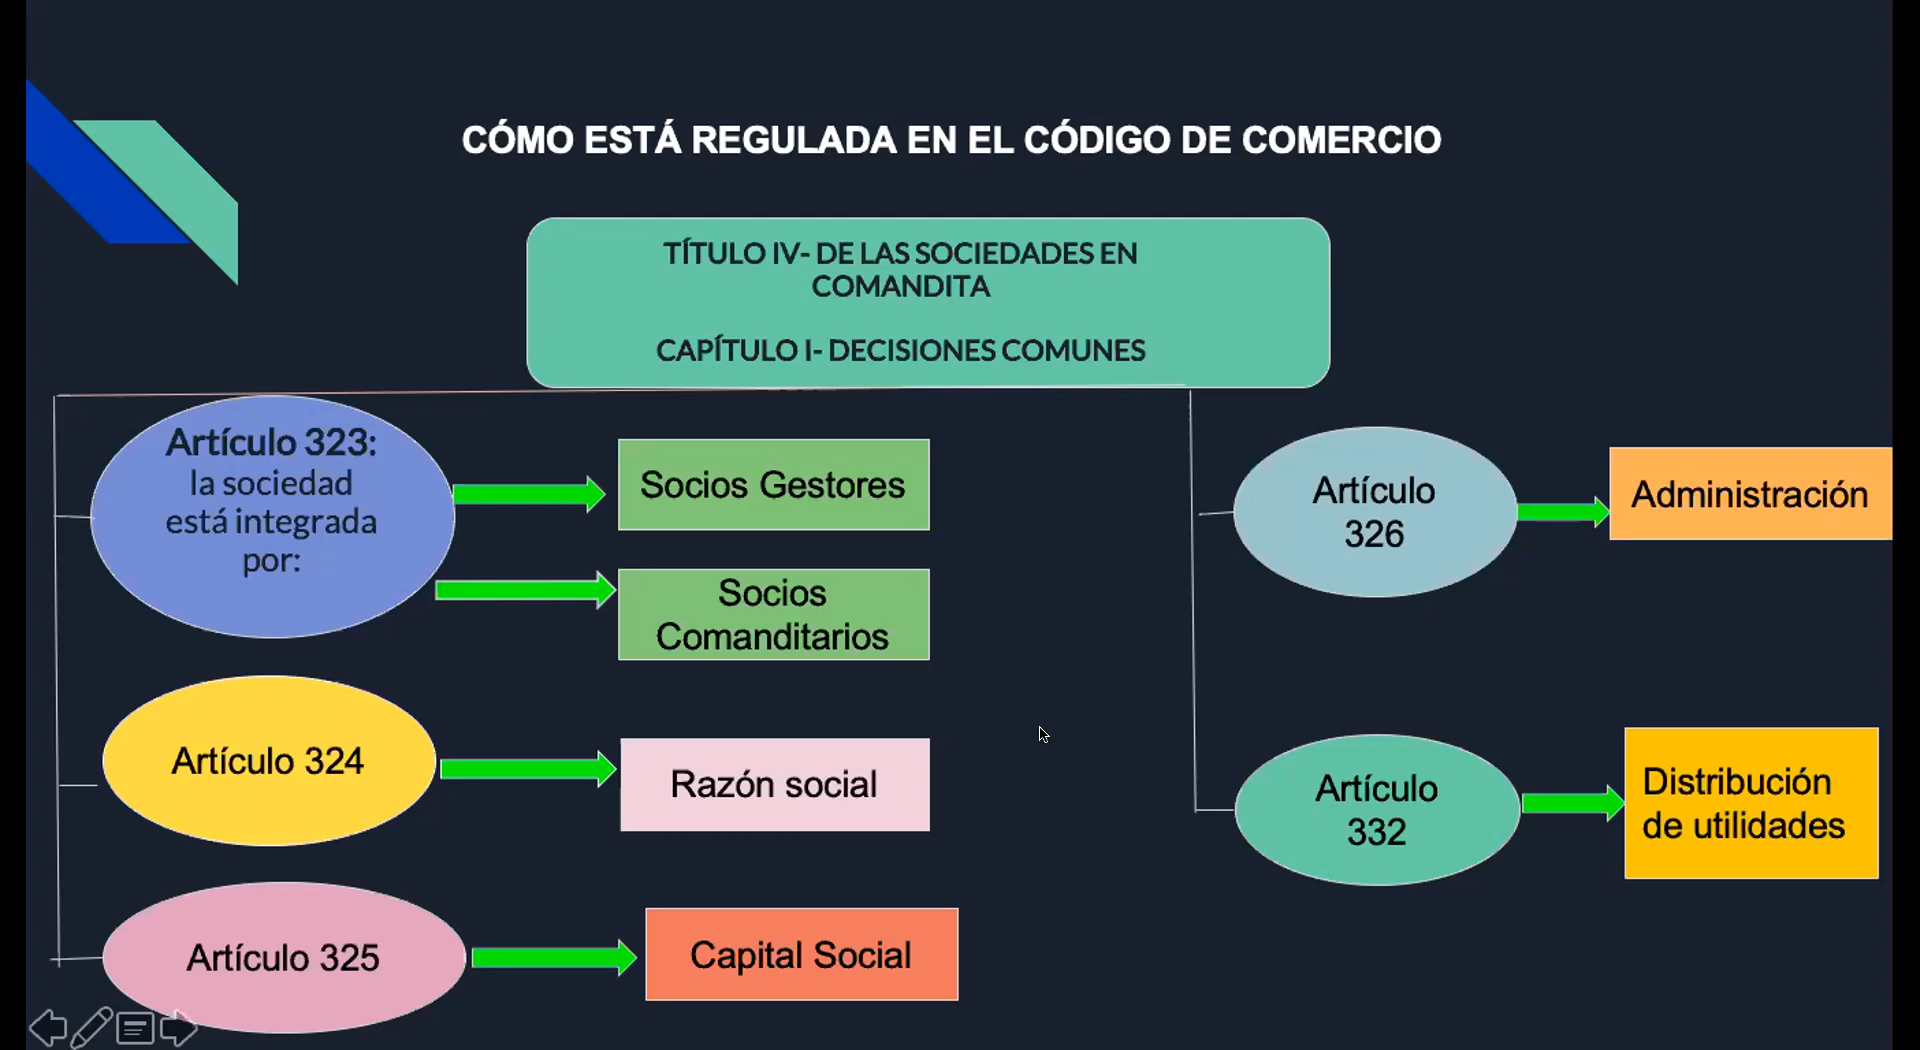 CÓMO ESTÁ REGULADA EN EL CÓDIGO DE COMERCIO
TÍTULO IV- DE LAS SOCIEDADES EN
COMANDITA
CAPÍTULO I- DECISIONES COMUNES
Artículo 323:
la sociedad
está integrada
por:
Socios Gestores
Socios
Comanditarios
Artículo 324
Razón social
Artículo 325
Capital Social
Artículo
326
Administración
Artículo
332
Distribución
de utilidades